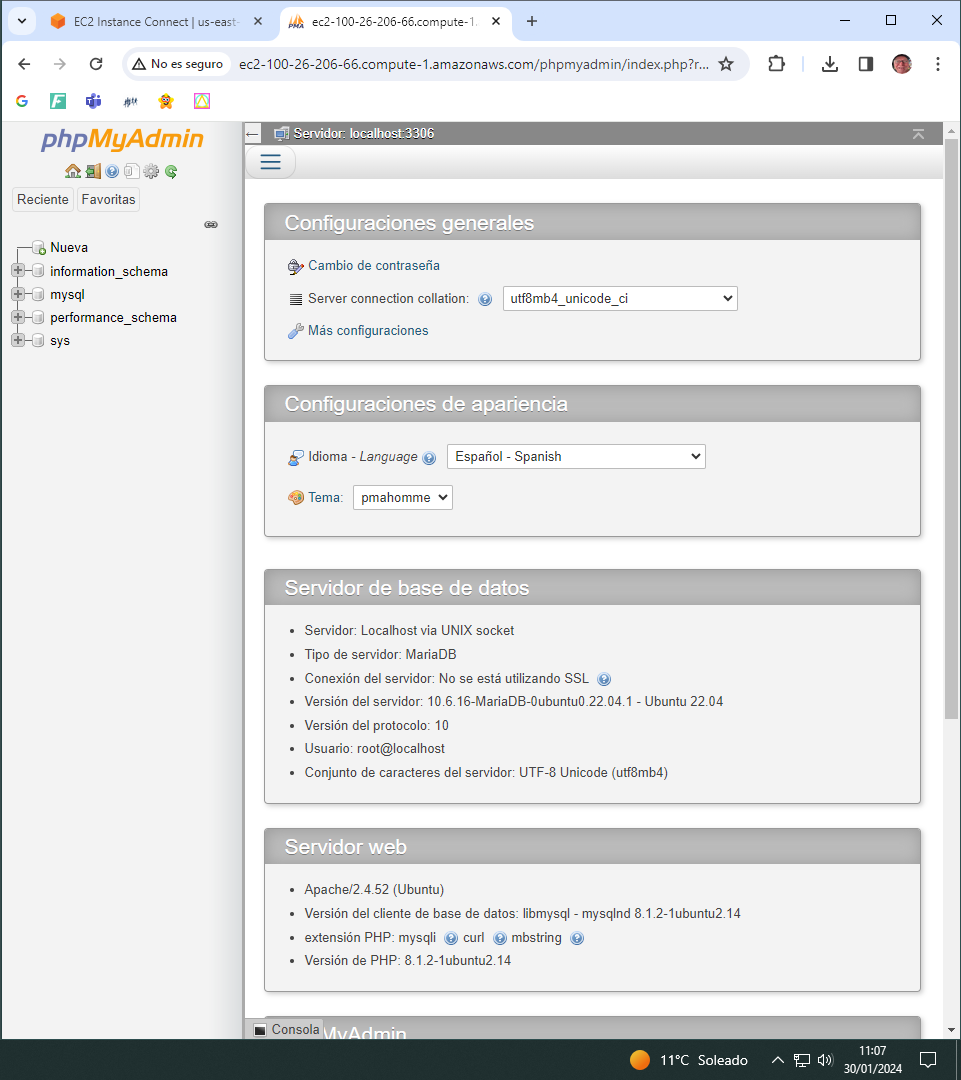 EC2 Instance Connect | us-east-
ec2-100-26-206-66.compute-1.
No es seguro
ec2-100-26-206-66.compute-1.amazonaws.com/phpmyadmin/index.php?r...
phpMyAdmin
Reciente
Favoritas
Nueva
information_schema
mysql
performance_schema
sys
Servidor: localhost:3306
Configuraciones generales
Cambio de contraseña
Server connection collation: utf8mb4_unicode_ci
Más configuraciones
Configuraciones de apariencia
Idioma - Language Español - Spanish
Tema: pmahomme
Servidor de base de datos
• Servidor: Localhost via UNIX socket
• Tipo de servidor: MariaDB
• Conexión del servidor: No se está utilizando SSL
• Versión del servidor: 10.6.16-MariaDB-0ubuntu0.22.04.1 - Ubuntu 22.04
• Versión del protocolo: 10
• Usuario: root@localhost
• Conjunto de caracteres del servidor: UTF-8 Unicode (utf8mb4)
Servidor web
• Apache/2.4.52 (Ubuntu)
• Versión del cliente de base de datos: libmysql - mysqlnd 8.1.2-1ubuntu2.14
• extensión PHP: mysqli curl mbstring
• Versión de PHP: 8.1.2-1ubuntu2.14
MyAdmin
Consola
11°C Soleado
11:07
30/01/2024